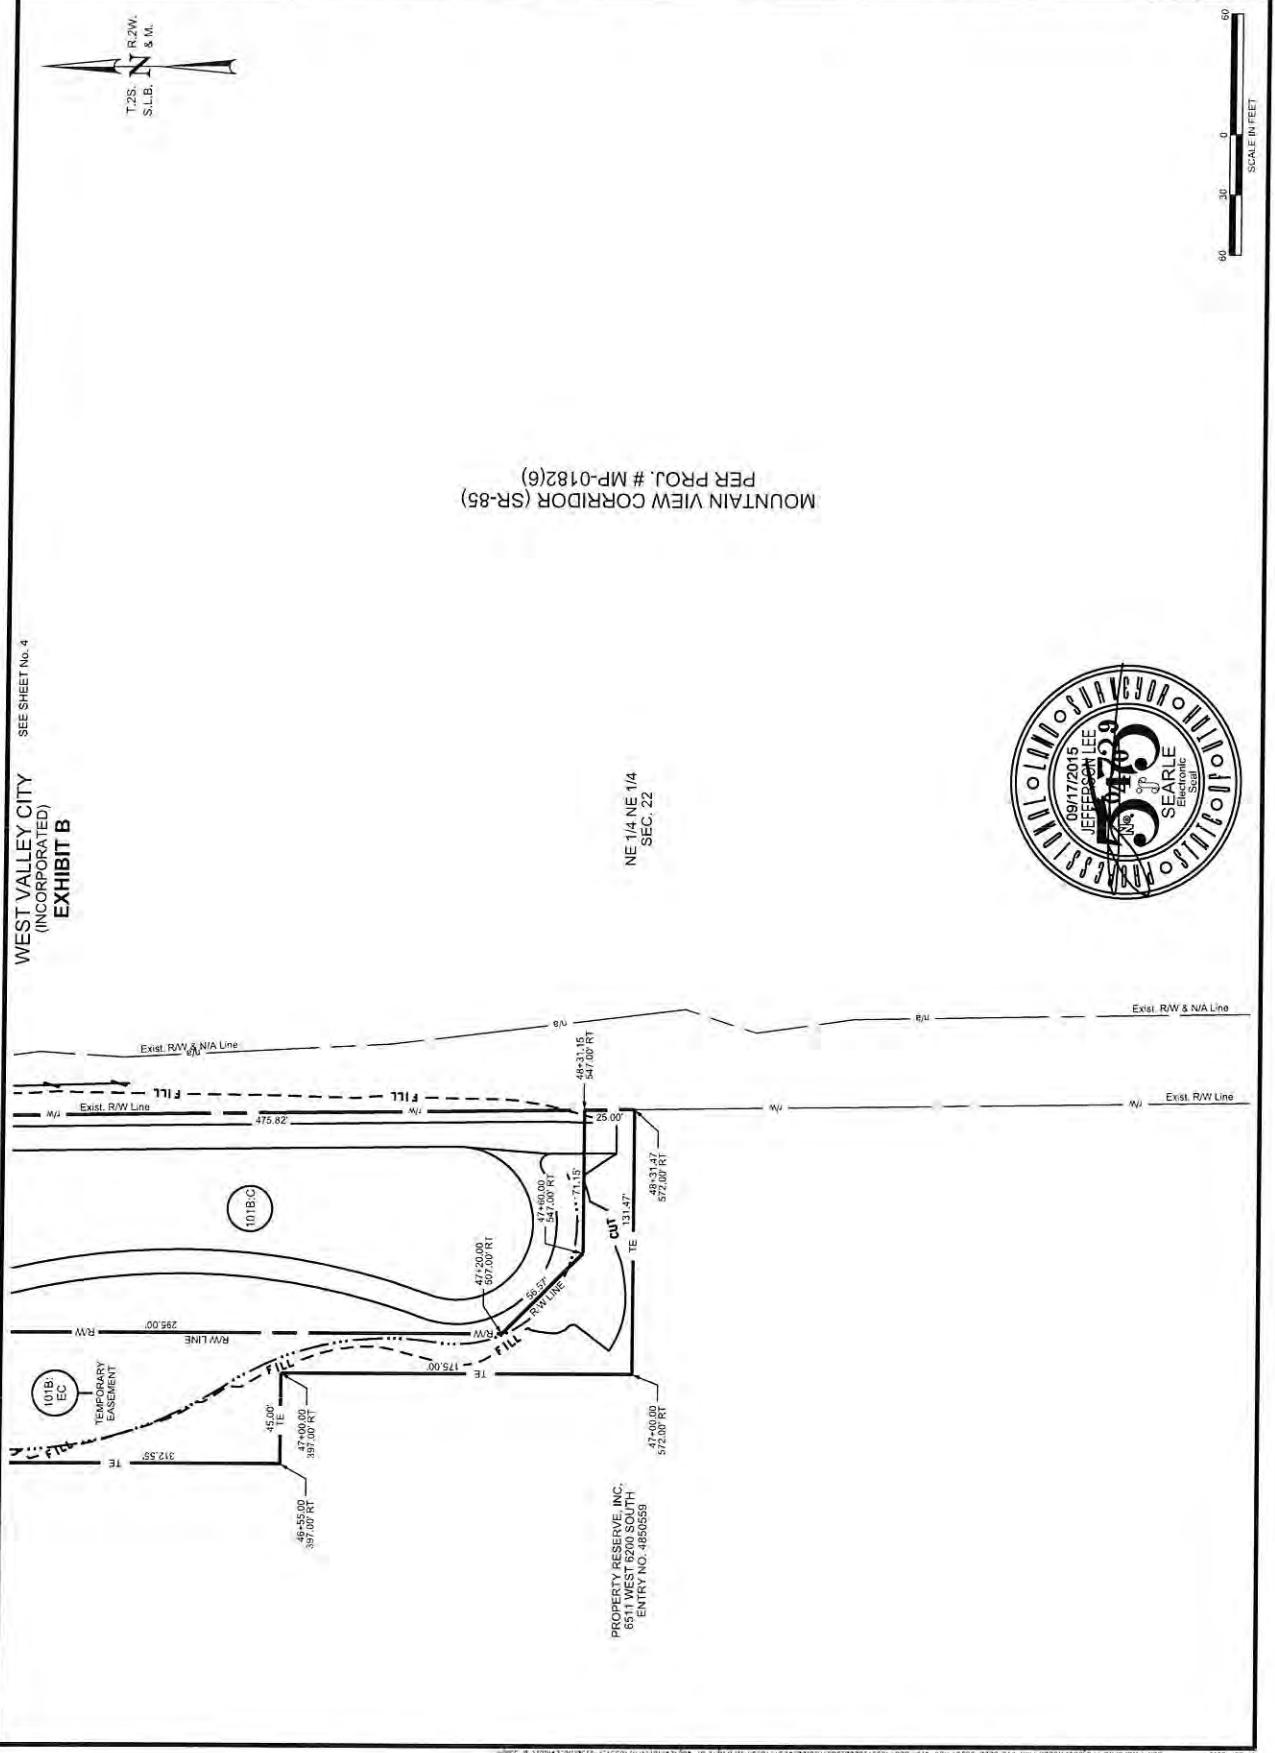 WEST VALLEY CITY
(INCORPORATED)
EXHIBIT B
SEE SHEET No. 4
T.2S. N R.2W.
S.L.B. & M.
Exist. R/W & N/A Line
n/a
n/a
n/a
Exist. R/W & N/A Line
FILL
FILL
r/w
Exist. R/W Line
r/w
475.82'
r/w
r/w
Exist. R/W Line
48+31.15
547.00' RT
25.00'
48+31.47
572.00' RT
101B:C
71.15'
47+60.00
547.00' RT
CUT
131.47'
TE
47+20.00
507.00' RT
56.57'
R/W LINE
R/W
295.00'
R/W LINE
R/W
FILL
FILL
175.00'
TE
101B:
EC
TEMPORARY
EASEMENT
45.00'
TE
47+00.00
397.00' RT
FILL
TE
312.55'
46+55.00
397.00' RT
47+00.00
572.00' RT
PROPERTY RESERVE, INC.
6511 WEST 6200 SOUTH
ENTRY NO. 4850559
NE 1/4 NE 1/4
SEC. 22
MOUNTAIN VIEW CORRIDOR (SR-85)
PER PROJ. # MP-0182(6)
PROFESSIONAL LAND SURVEYOR
STATE OF UTAH
09/17/2015
JEFFERSON LEE
No.
SEARLE
Electronic
Seal
60 30 0 60
SCALE IN FEET